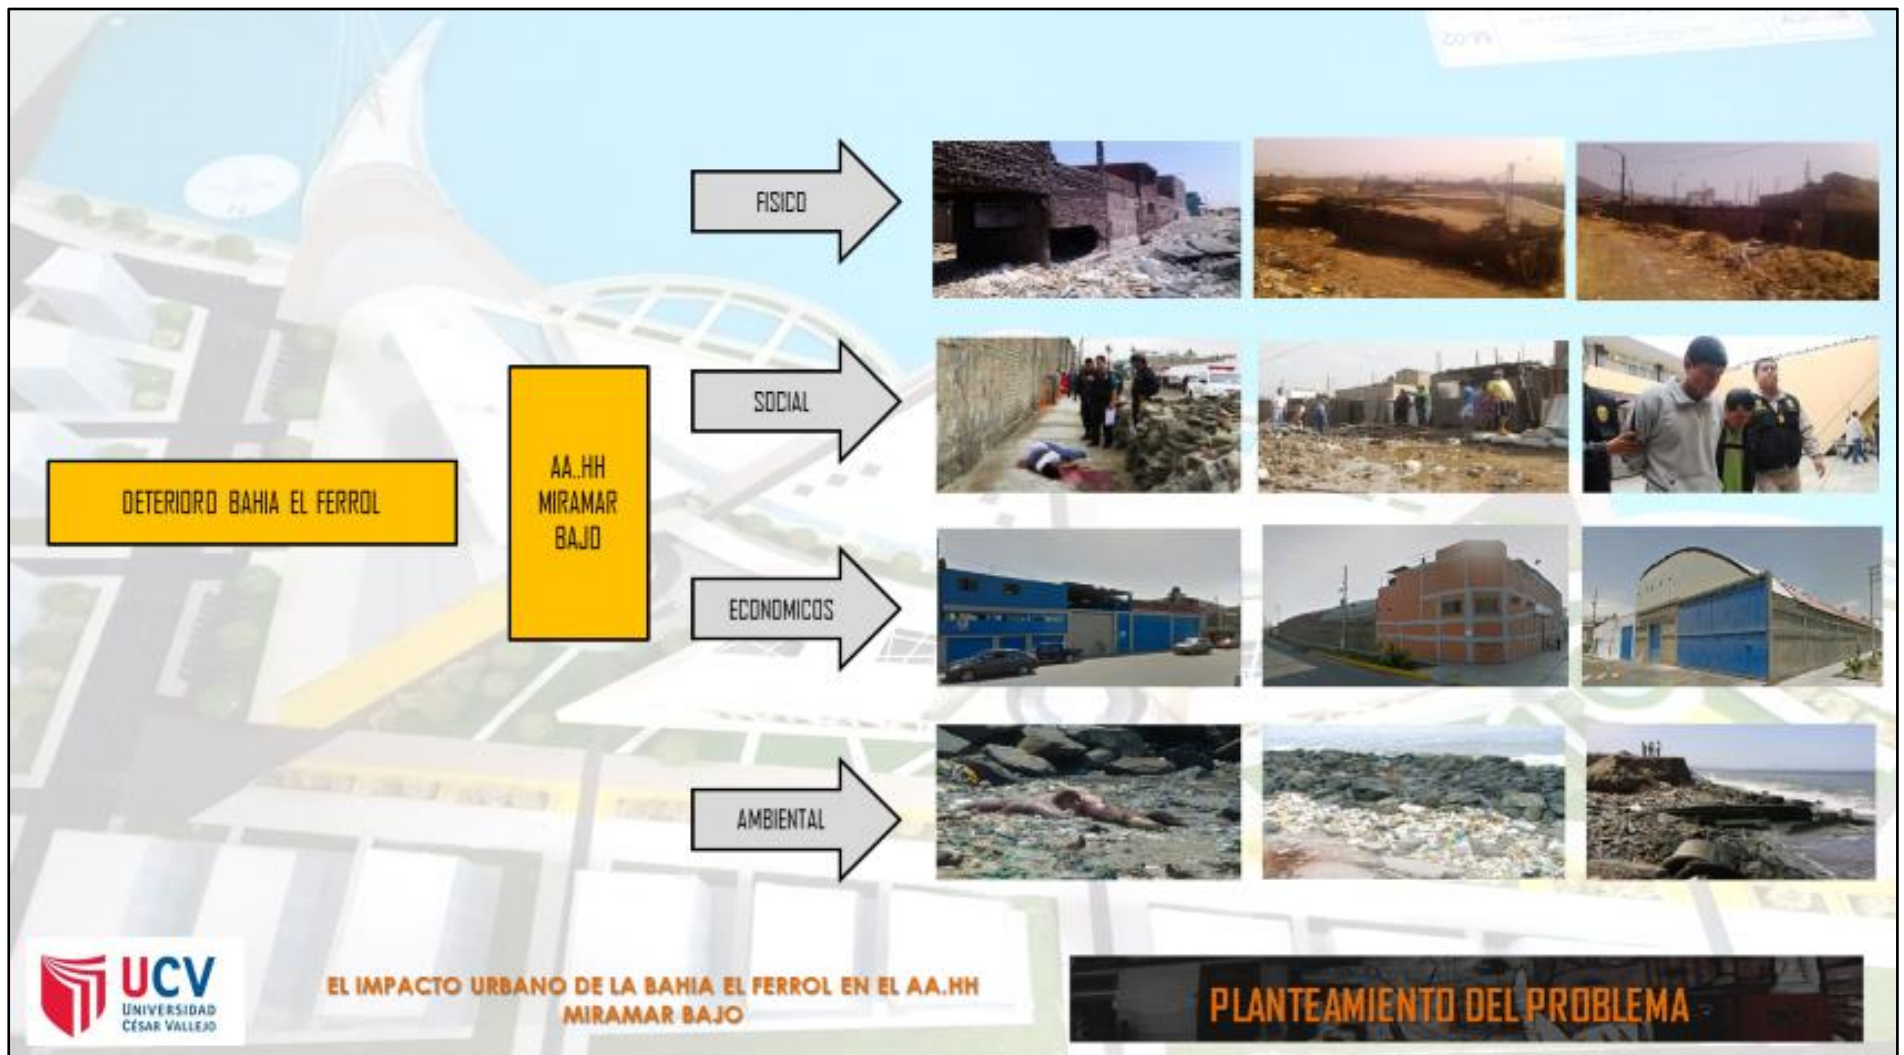 FISICO
SOCIAL
AA..HH
MIRAMAR
BAJO
DETERIORO BAHIA EL FERROL
ECONOMICOS
AMBIENTAL
UCV
UNIVERSIDAD
CÉSAR VALLEJO
EL IMPACTO URBANO DE LA BAHIA EL FERROL EN EL AA.HH
MIRAMAR BAJO
PLANTEAMIENTO DEL PROBLEMA